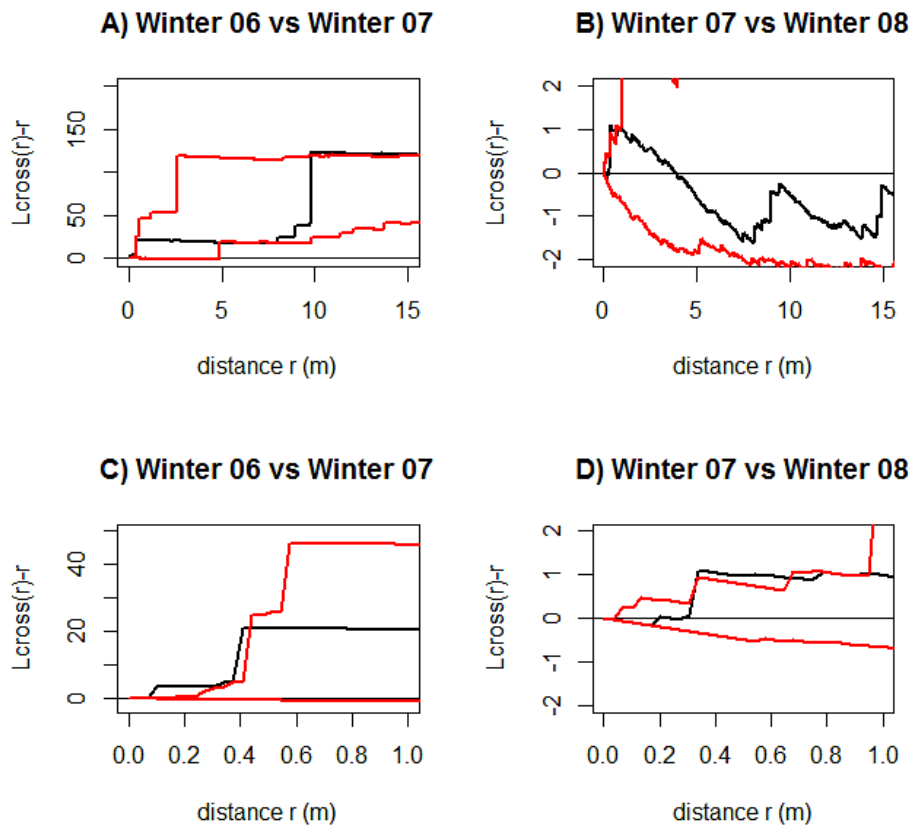 A) Winter 06 vs Winter 07
Lcross(r)-r
0 50 150
0 5 10 15
distance r (m)
B) Winter 07 vs Winter 08
Lcross(r)-r
-2 -1 0 1 2
0 5 10 15
distance r (m)
C) Winter 06 vs Winter 07
Lcross(r)-r
0 20 40
0.0 0.2 0.4 0.6 0.8 1.0
distance r (m)
D) Winter 07 vs Winter 08
Lcross(r)-r
-2 -1 0 1 2
0.0 0.2 0.4 0.6 0.8 1.0
distance r (m)